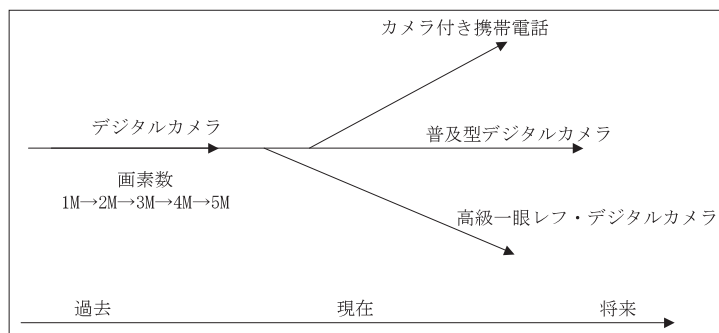 カメラ付き携帯電話
デジタルカメラ
普及型デジタルカメラ
画素数
1M→2M→3M→4M→5M
高級一眼レフ・デジタルカメラ
過去
現在
将来